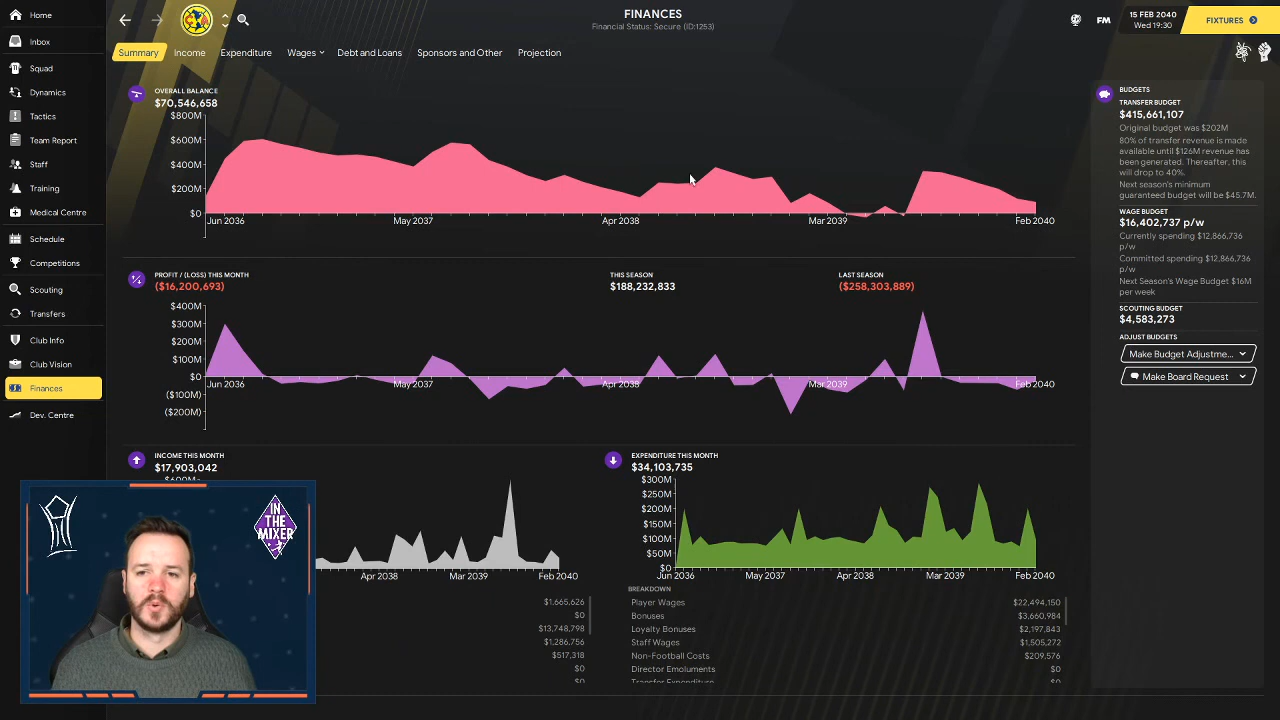 Home
Inbox
Squad
Dynamics
Tactics
Team Report
Staff
Training
Medical Centre
Schedule
Competitions
Scouting
Transfers
Club Info
Club Vision
Finances
Dev. Centre
FINANCES
Financial Status: Secure (ID:1253)
FM
15 FEB 2040
Wed 19:30
FIXTURES
Summary
Income
Expenditure
Wages
Debt and Loans
Sponsors and Other
Projection
OVERALL BALANCE
$70,546,658
$800M
$600M
$400M
$200M
$0
Jun 2036
May 2037
Apr 2038
Mar 2039
Feb 2040
PROFIT / (LOSS) THIS MONTH
($16,200,693)
THIS SEASON
$188,232,833
LAST SEASON
($258,303,889)
$400M
$300M
$200M
$100M
$0
($100M)
($200M)
Jun 2036
May 2037
Apr 2038
Mar 2039
Feb 2040
INCOME THIS MONTH
$17,903,042
$600M
Apr 2038
Mar 2039
Feb 2040
$1,665,626
$0
$13,748,798
$1,286,756
$517,318
$0
EXPENDITURE THIS MONTH
$34,103,735
$300M
$250M
$200M
$150M
$100M
$50M
$0
Jun 2036
May 2037
Apr 2038
Mar 2039
Feb 2040
BREAKDOWN
Player Wages $22,494,150
Bonuses $3,660,984
Loyalty Bonuses $2,197,843
Staff Wages $1,505,272
Non-Football Costs $209,576
Director Emoluments $0
Transfer Expenditure
BUDGETS
TRANSFER BUDGET
$415,661,107
Original budget was $202M
80% of transfer revenue is made
available until $126M revenue has
been generated. Thereafter, this
will drop to 40%.
Next season's minimum
guaranteed budget will be $45.7M.
WAGE BUDGET
$16,402,737 p/w
Currently spending $12,866,736
p/w
Committed spending $12,866,736
p/w
Next Season's Wage Budget $16M
per week
SCOUTING BUDGET
$4,583,273
ADJUST BUDGETS
Make Budget Adjustme...
Make Board Request
IN
THE
MIXER